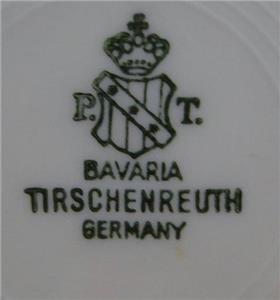 P. T.
BAVARIA
TIRSCHENREUTH
GERMANY